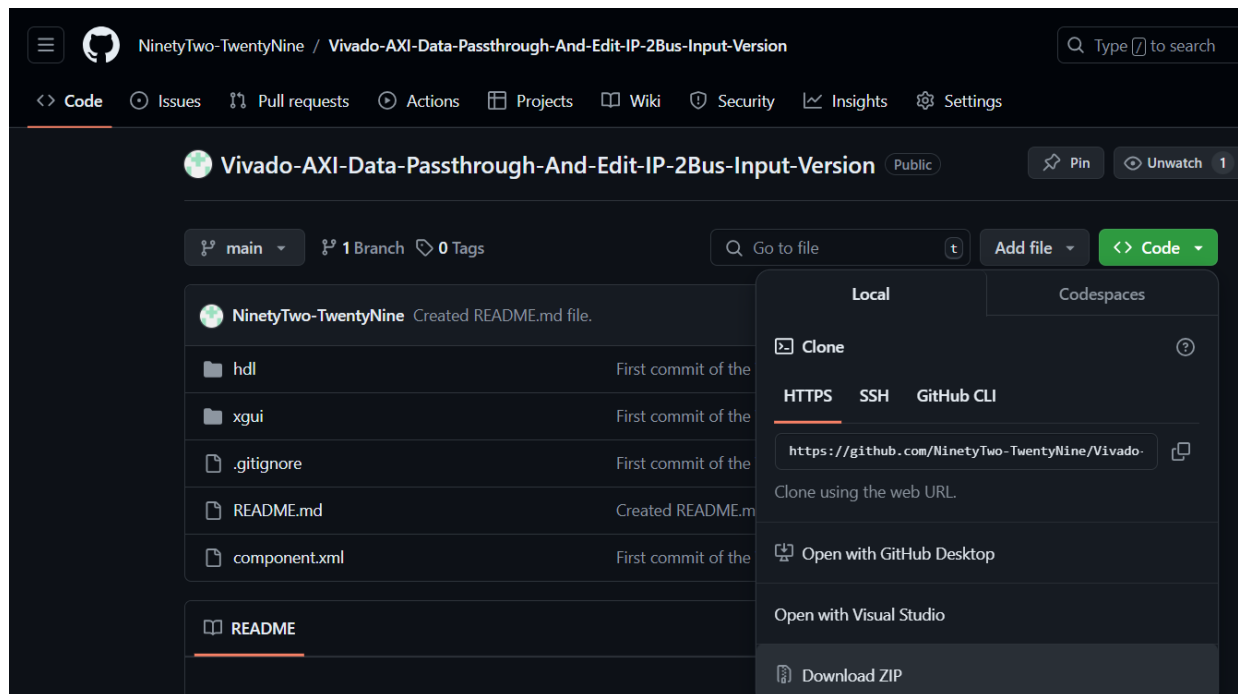 NinetyTwo-TwentyNine / Vivado-AXI-Data-Passthrough-And-Edit-IP-2Bus-Input-Version
Type / to search
Code Issues Pull requests Actions Projects Wiki Security Insights Settings
Vivado-AXI-Data-Passthrough-And-Edit-IP-2Bus-Input-Version Public
Pin Unwatch 1
main 1 Branch 0 Tags
Go to file t Add file Code
NinetyTwo-TwentyNine Created README.md file.
hdl First commit of the
xgui First commit of the
.gitignore First commit of the
README.md Created README.m
component.xml First commit of the
README
Local Codespaces
Clone
HTTPS SSH GitHub CLI
https://github.com/NinetyTwo-TwentyNine/Vivado-
Clone using the web URL.
Open with GitHub Desktop
Open with Visual Studio
Download ZIP